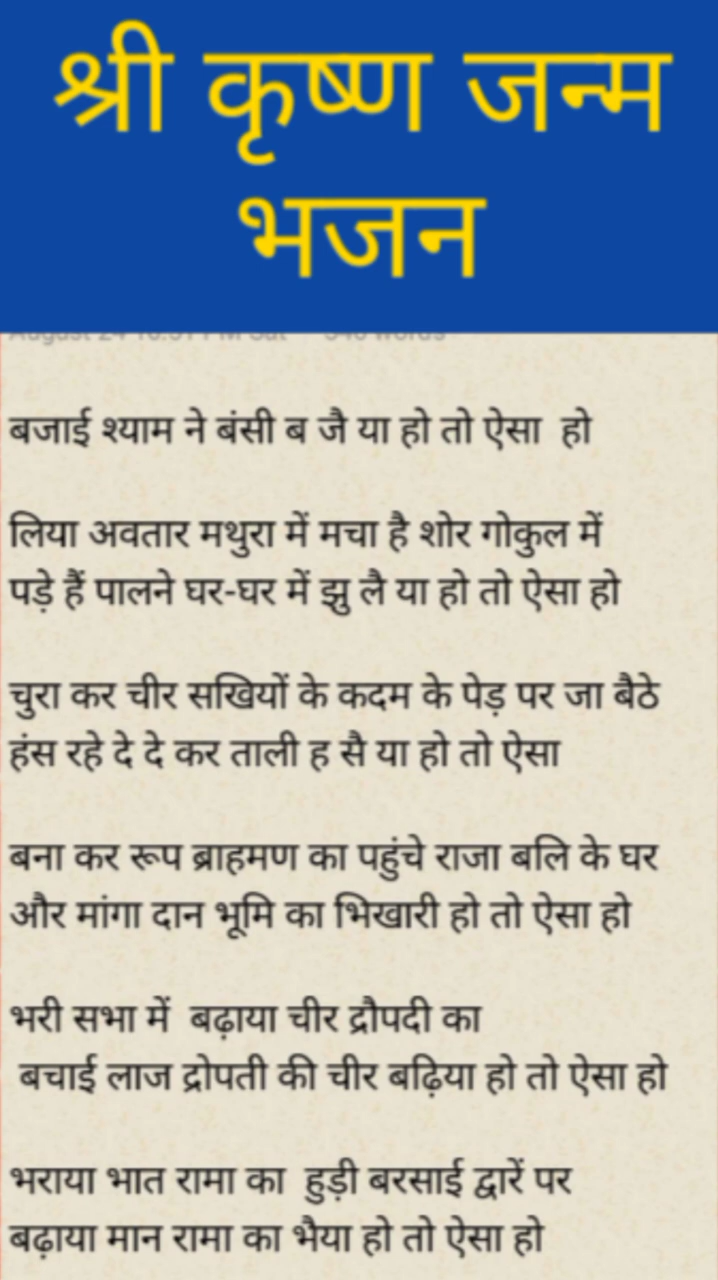 श्री कृष्ण जन्म
भजन
बजाई श्याम ने बंसी ब जै या हो तो ऐसा हो
लिया अवतार मथुरा में मचा है शोर गोकुल में
पड़े हैं पालने घर-घर में झु लै या हो तो ऐसा हो
चुरा कर चीर सखियों के कदम के पेड़ पर जा बैठे
हंस रहे दे दे कर ताली ह सै या हो तो ऐसा
बना कर रूप ब्राहमण का पहुंचे राजा बलि के घर
और मांगा दान भूमि का भिखारी हो तो ऐसा हो
भरी सभा में बढ़ाया चीर द्रौपदी का
बचाई लाज द्रोपती की चीर बढ़िया हो तो ऐसा हो
भराया भात रामा का हुड़ी बरसाई द्वारें पर
बढ़ाया मान रामा का भैया हो तो ऐसा हो